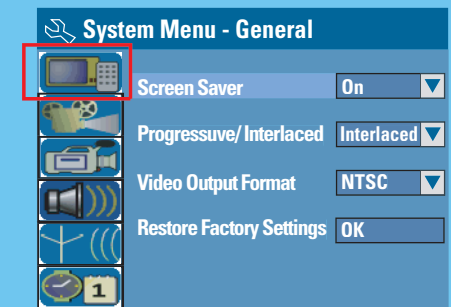 System Menu - General
Screen Saver On
Progressuve/ Interlaced Interlaced
Video Output Format NTSC
Restore Factory Settings OK
1